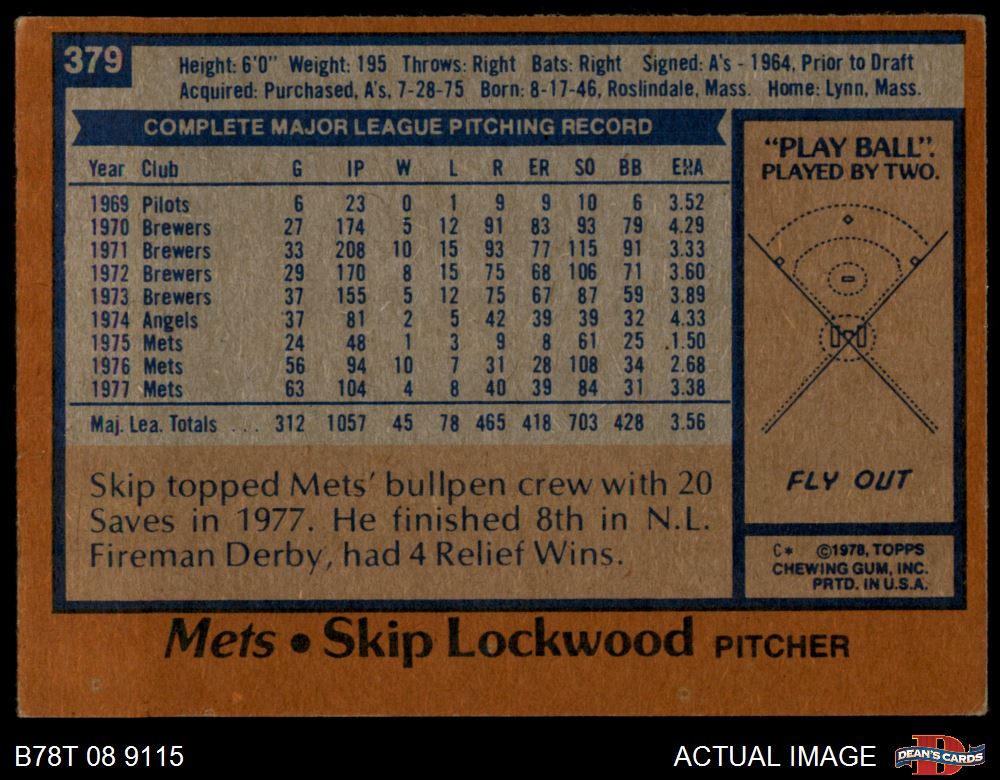 379
Height: 6'0" Weight: 195 Throws: Right Bats: Right Signed: A's - 1964, Prior to Draft
Acquired: Purchased, A's, 7-28-75 Born: 8-17-46, Roslindale, Mass. Home: Lynn, Mass.
COMPLETE MAJOR LEAGUE PITCHING RECORD
Year Club G IP W L R ER SO BB ERA
1969 Pilots 6 23 0 1 9 9 10 6 3.52
1970 Brewers 27 174 5 12 91 83 93 79 4.29
1971 Brewers 33 208 10 15 93 77 115 91 3.33
1972 Brewers 29 170 8 15 75 68 106 71 3.60
1973 Brewers 37 155 5 12 75 67 87 59 3.89
1974 Angels 37 81 2 5 42 39 39 32 4.33
1975 Mets 24 48 1 3 9 8 61 25 .1.50
1976 Mets 56 94 10 7 31 28 108 34 2.68
1977 Mets 63 104 4 8 40 39 84 31 3.38
Maj. Lea. Totals . . . 312 1057 45 78 465 418 703 428 3.56
Skip topped Mets' bullpen crew with 20
Saves in 1977. He finished 8th in N.L.
Fireman Derby, had 4 Relief Wins.
"PLAY BALL".
PLAYED BY TWO.
FLY OUT
C* ©1978, TOPPS
CHEWING GUM, INC.
PRTD. IN U.S.A.
Mets • Skip Lockwood PITCHER
B78T 08 9115
ACTUAL IMAGE
DEAN'S CARDS